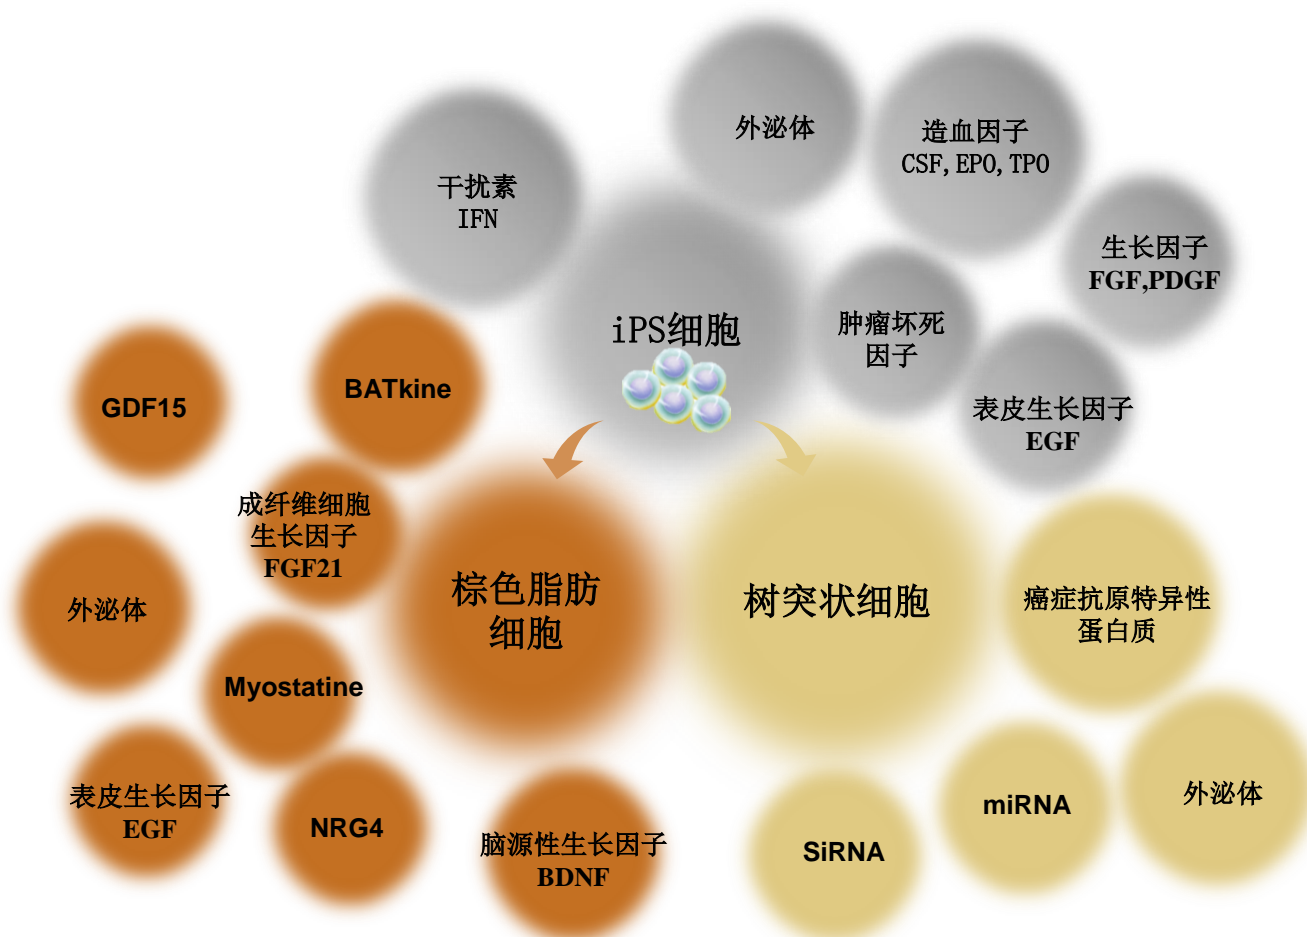 外泌体
造血因子
CSF,EPO,TPO
干扰素
IFN
生长因子
FGF,PDGF
iPS细胞
肿瘤坏死
因子
表皮生长因子
EGF
BATkine
GDF15
成纤维细胞
生长因子
FGF21
棕色脂肪
细胞
树突状细胞
癌症抗原特异性
蛋白质
外泌体
Myostatine
表皮生长因子
EGF
NRG4
脑源性生长因子
BDNF
SiRNA
miRNA
外泌体